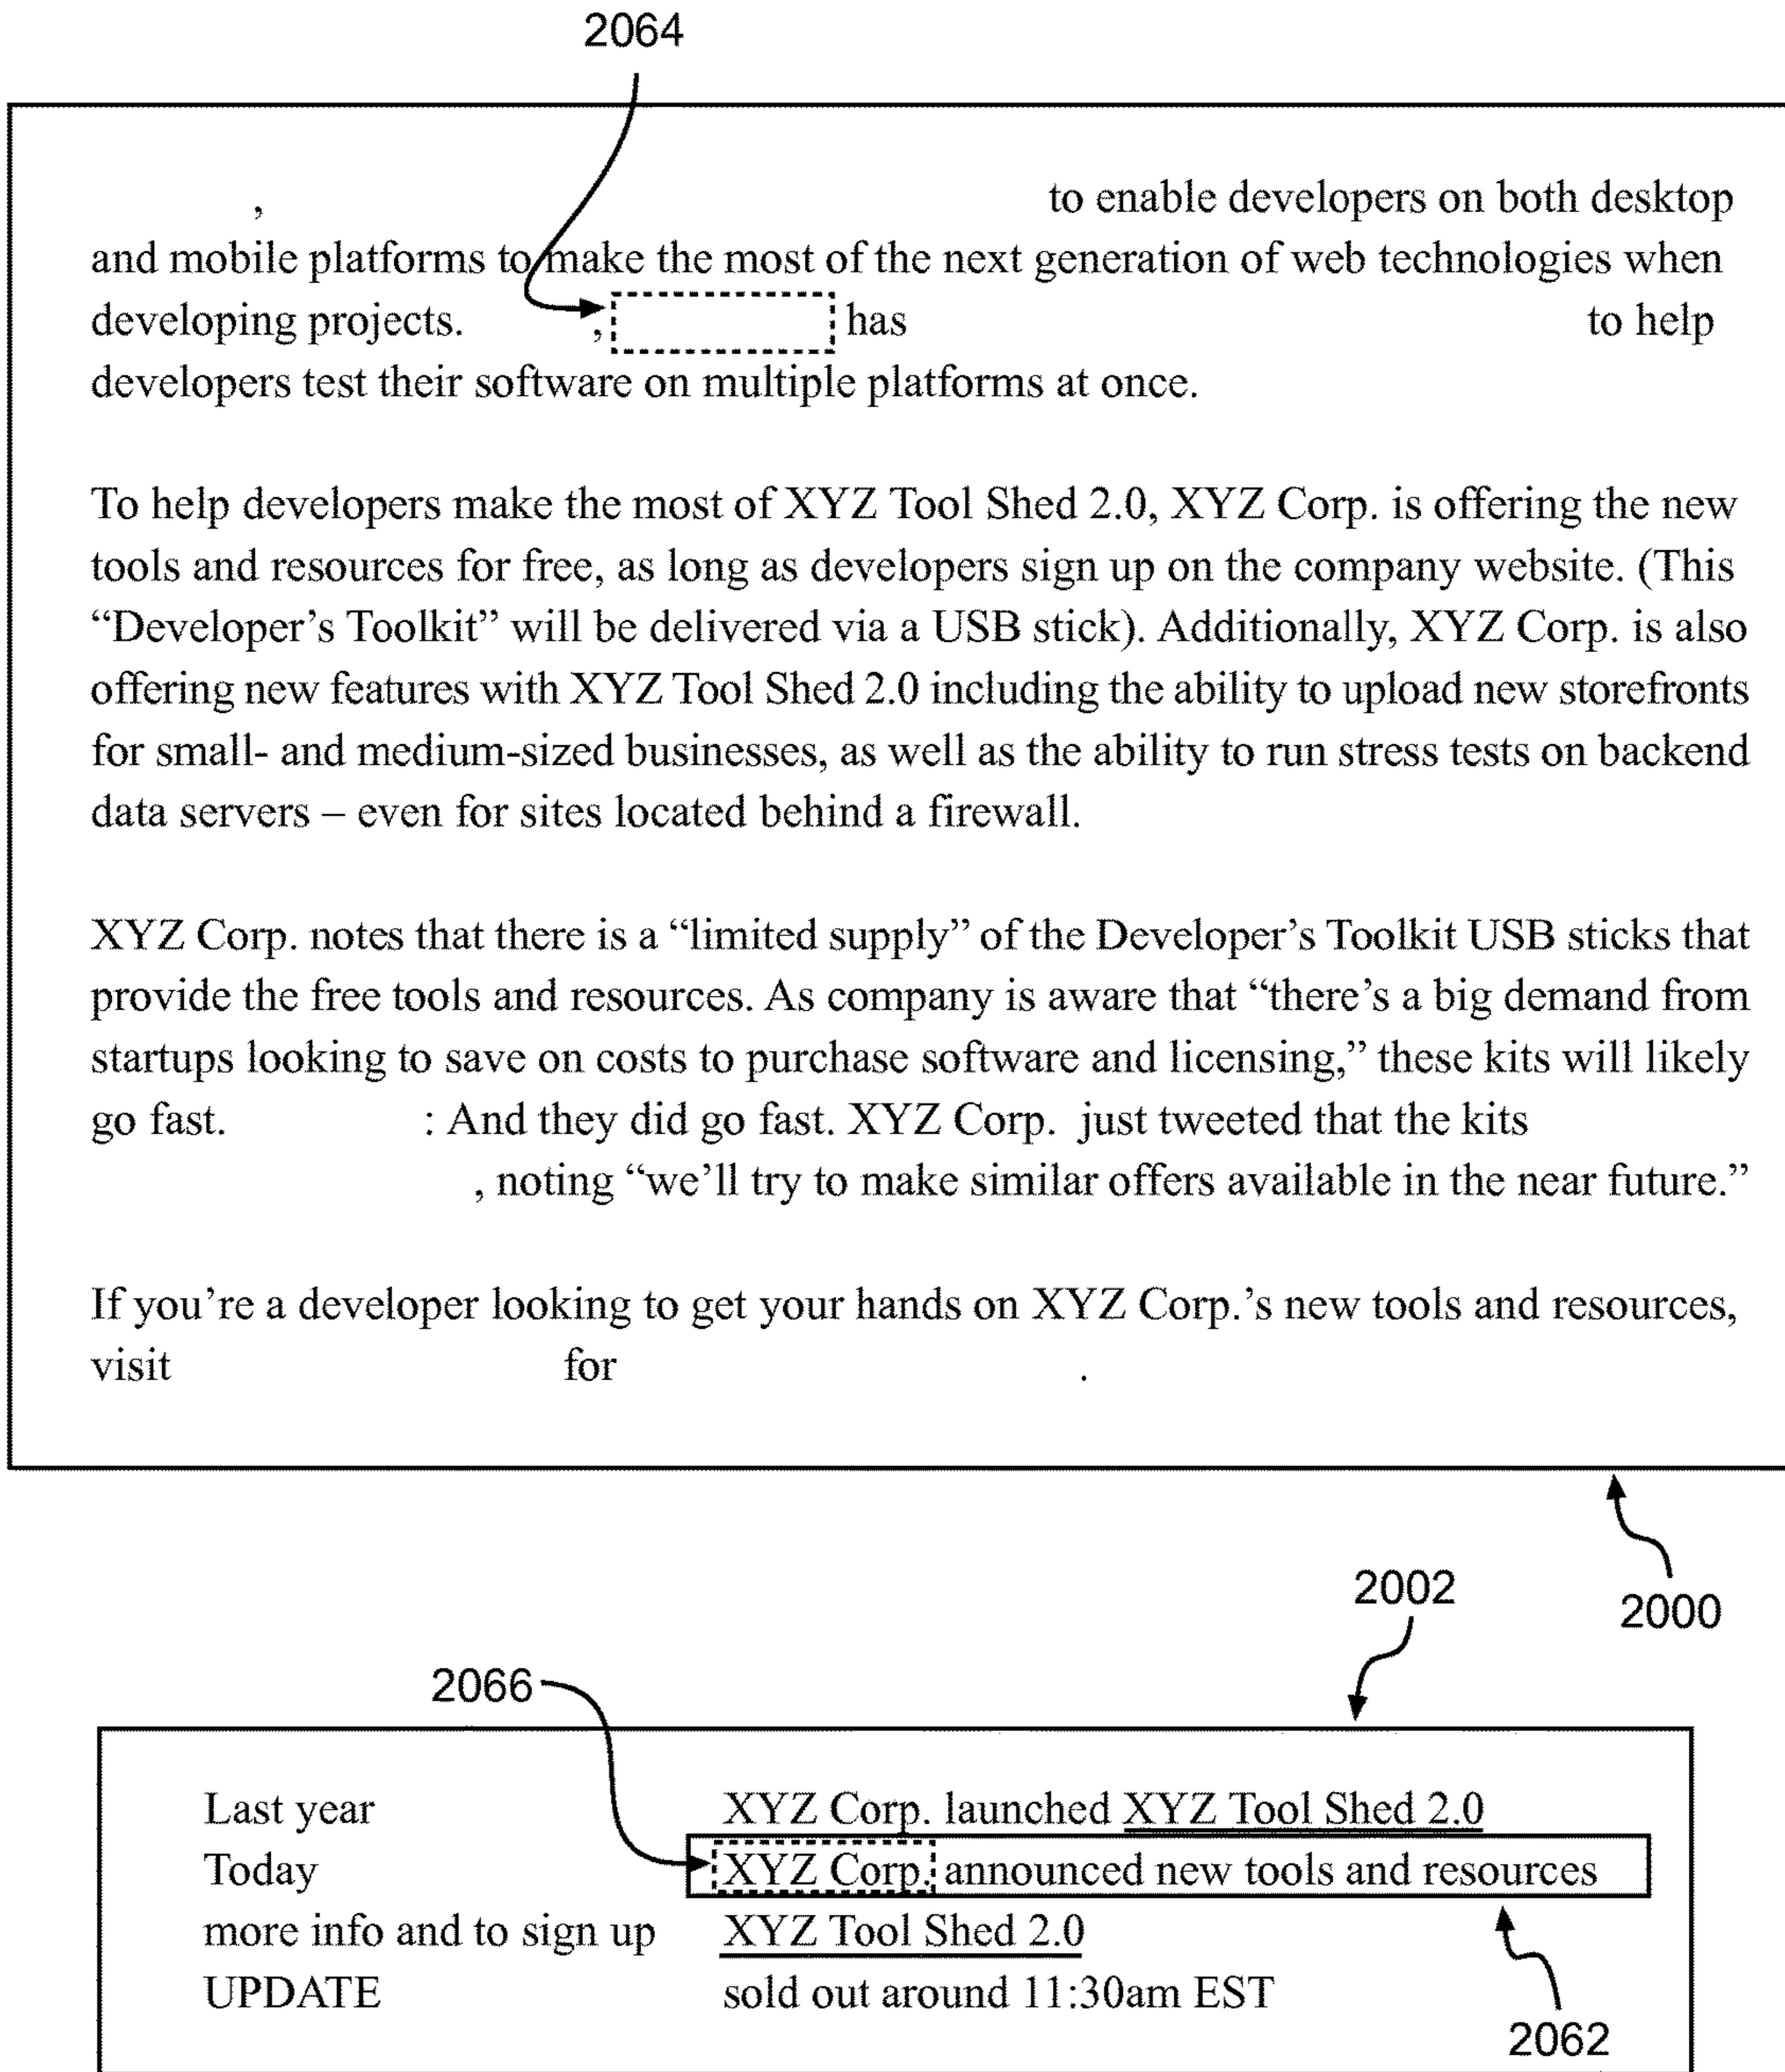 2064
, to enable developers on both desktop
and mobile platforms to make the most of the next generation of web technologies when
developing projects. , has to help
developers test their software on multiple platforms at once.
To help developers make the most of XYZ Tool Shed 2.0, XYZ Corp. is offering the new
tools and resources for free, as long as developers sign up on the company website. (This
“Developer’s Toolkit” will be delivered via a USB stick). Additionally, XYZ Corp. is also
offering new features with XYZ Tool Shed 2.0 including the ability to upload new storefronts
for small- and medium-sized businesses, as well as the ability to run stress tests on backend
data servers – even for sites located behind a firewall.
XYZ Corp. notes that there is a “limited supply” of the Developer’s Toolkit USB sticks that
provide the free tools and resources. As company is aware that “there’s a big demand from
startups looking to save on costs to purchase software and licensing,” these kits will likely
go fast. : And they did go fast. XYZ Corp. just tweeted that the kits
, noting “we’ll try to make similar offers available in the near future.”
If you’re a developer looking to get your hands on XYZ Corp.’s new tools and resources,
visit for .
2000
2002
2066
Last year XYZ Corp. launched XYZ Tool Shed 2.0
Today XYZ Corp. announced new tools and resources
more info and to sign up XYZ Tool Shed 2.0
UPDATE sold out around 11:30am EST
2062